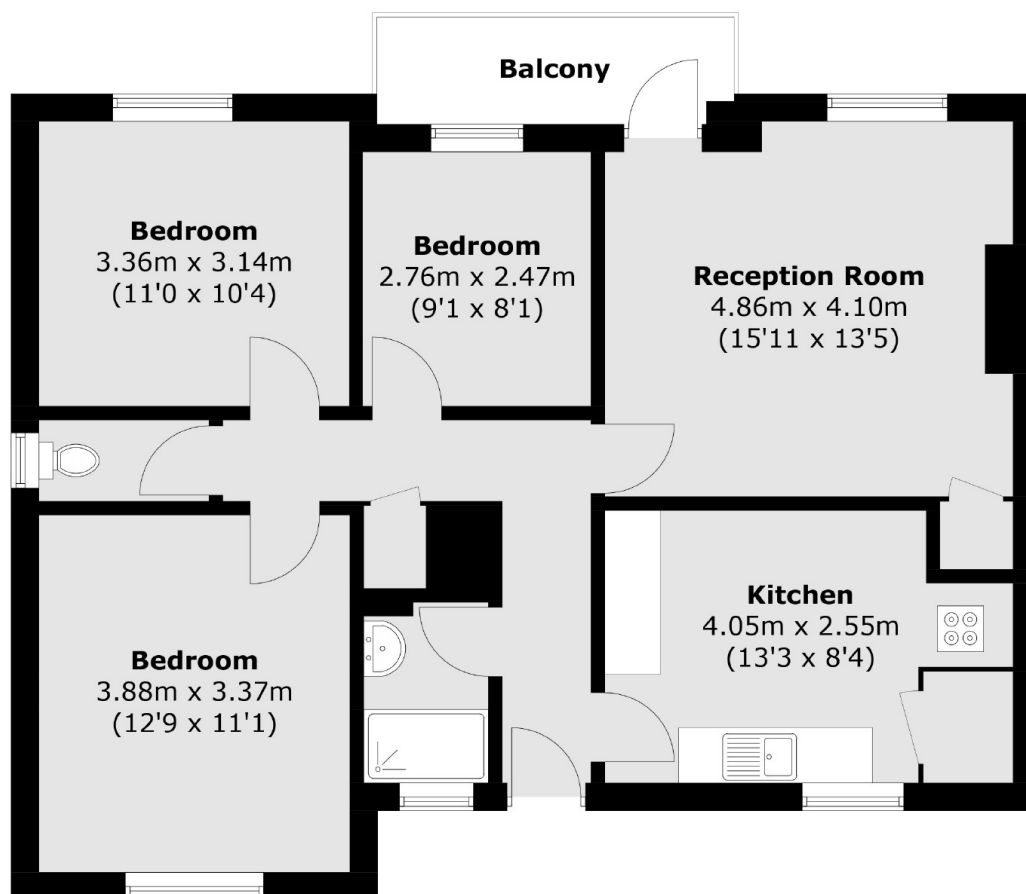 Balcony
Bedroom
3.36m x 3.14m
(11'0 x 10'4)
Bedroom
2.76m x 2.47m
(9'1 x 8'1)
Reception Room
4.86m x 4.10m
(15'11 x 13'5)
Bedroom
3.88m x 3.37m
(12'9 x 11'1)
Kitchen
4.05m x 2.55m
(13'3 x 8'4)